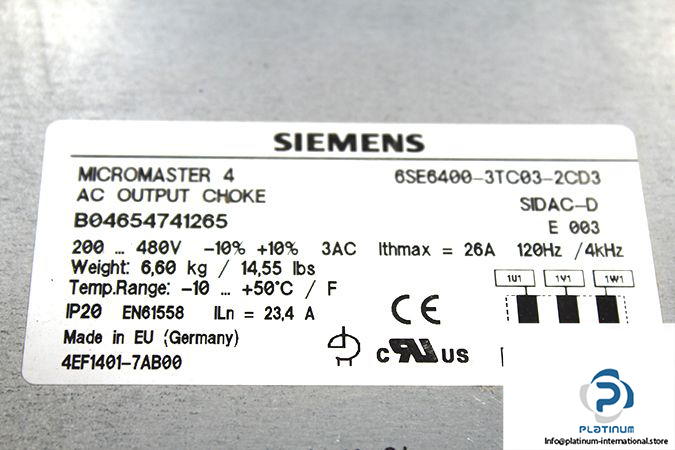 SIEMENS
MICROMASTER 4 6SE6400-3TC03-2CD3
AC OUTPUT CHOKE SIDAC-D
B04654741265 E 003
200 ... 480V -10% +10% 3AC Ithmax = 26A 120Hz /4kHz
Weight: 6,60 kg / 14,55 lbs
1U1 1V1 1W1
Temp.Range: -10 ... +50°C / F
IP20 EN61558 ILn = 23,4 A
CE
Made in EU (Germany)
c RU US
4EF1401-7AB00
PLATINUM
Info@platinum-international.store